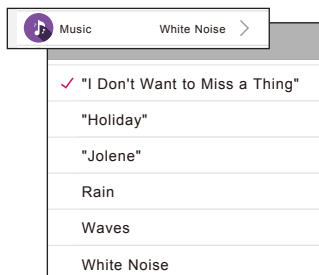 Music White Noise
"I Don't Want to Miss a Thing"
"Holiday"
"Jolene"
Rain
Waves
White Noise